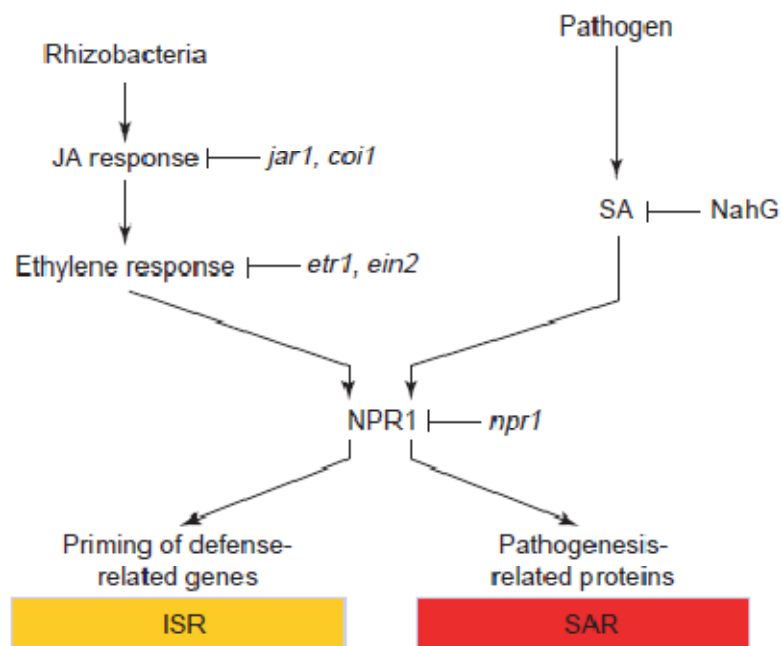 Pathogen
Rhizobacteria
JA response
jar1, coi1
SA
NahG
Ethylene response
etr1, ein2
NPR1
npr1
Priming of defense-
related genes
Pathogenesis-
related proteins
ISR
SAR